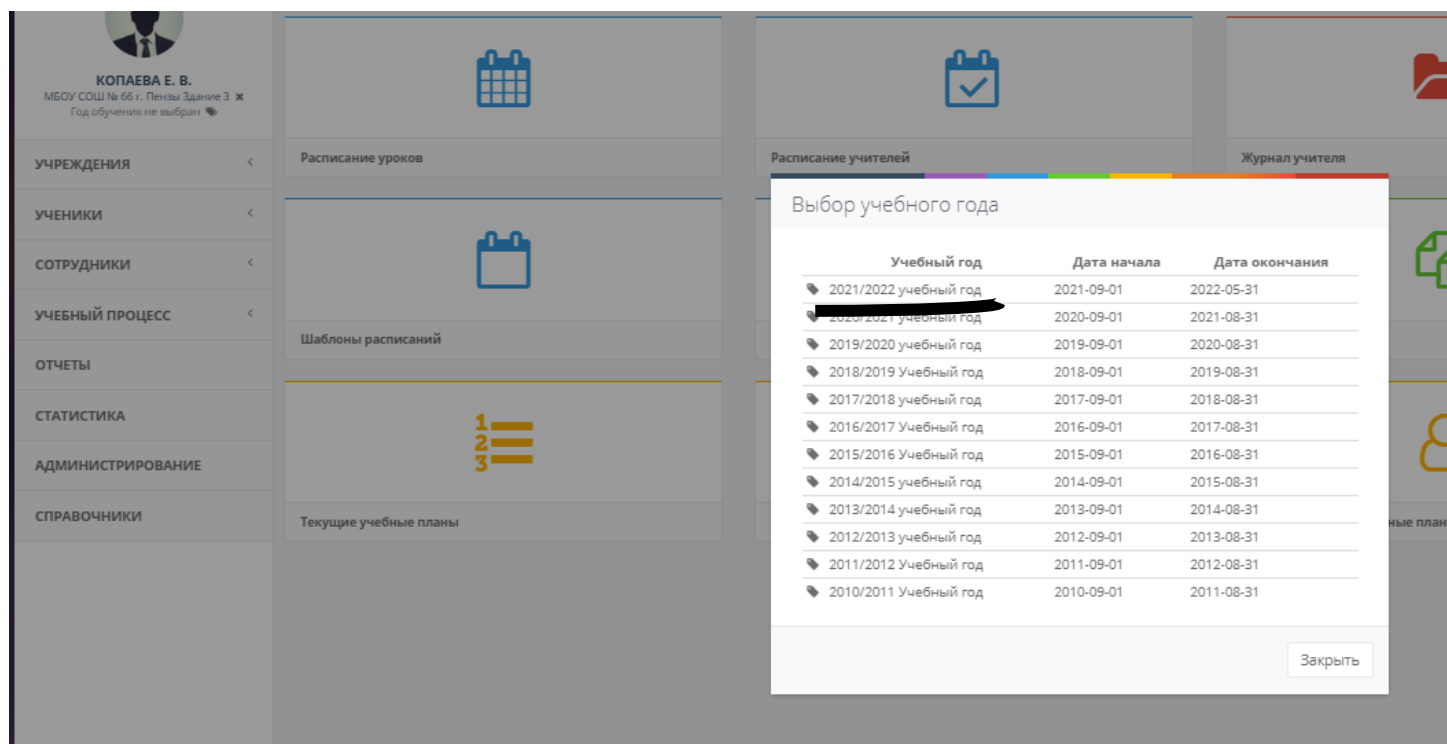 КОПАЕВА Е. В.
МБОУ СОШ № 66 г. Пензы Здание 3
Год обучения не выбран
УЧРЕЖДЕНИЯ
УЧЕНИКИ
СОТРУДНИКИ
УЧЕБНЫЙ ПРОЦЕСС
ОТЧЕТЫ
СТАТИСТИКА
АДМИНИСТРИРОВАНИЕ
СПРАВОЧНИКИ
Расписание уроков
Расписание учителей
Журнал учителя
Шаблоны расписаний
1
2
3
Текущие учебные планы
Выбор учебного года
Учебный год Дата начала Дата окончания
2021/2022 учебный год 2021-09-01 2022-05-31
2020/2021 учебный год 2020-09-01 2021-08-31
2019/2020 учебный год 2019-09-01 2020-08-31
2018/2019 Учебный год 2018-09-01 2019-08-31
2017/2018 учебный год 2017-09-01 2018-08-31
2016/2017 Учебный год 2016-09-01 2017-08-31
2015/2016 Учебный год 2015-09-01 2016-08-31
2014/2015 учебный год 2014-09-01 2015-08-31
2013/2014 учебный год 2013-09-01 2014-08-31
2012/2013 учебный год 2012-09-01 2013-08-31
2011/2012 Учебный год 2011-09-01 2012-08-31
2010/2011 Учебный год 2010-09-01 2011-08-31
Закрыть